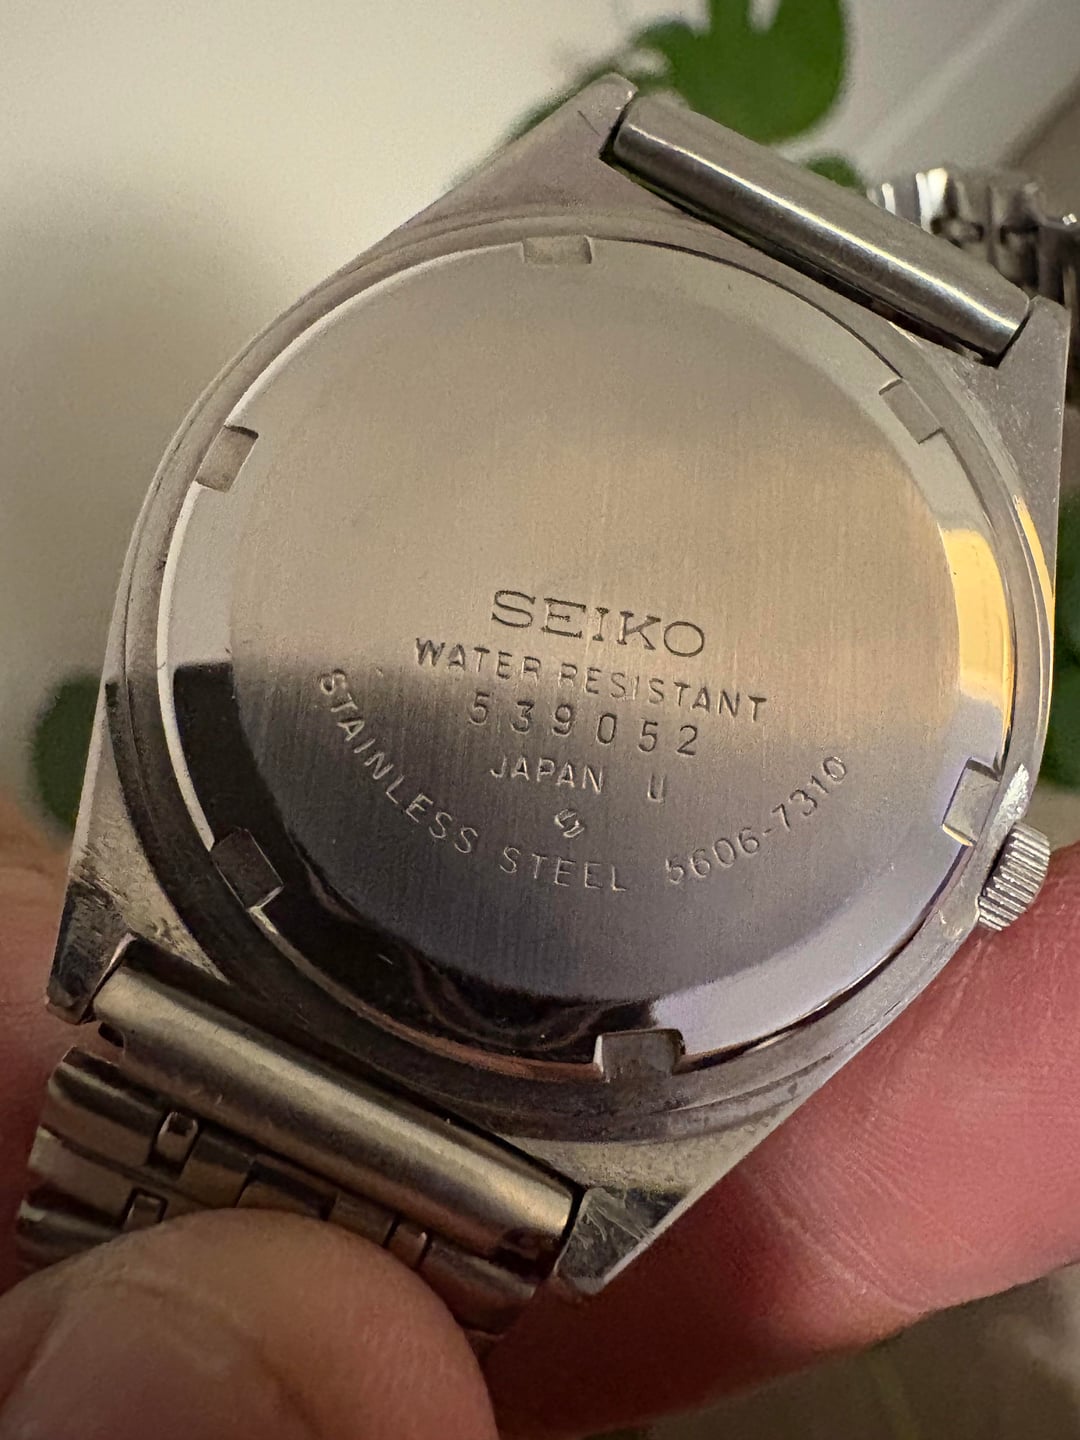 SEIKO
WATER RESISTANT
539052
JAPAN U
STAINLESS STEEL 5606-7310